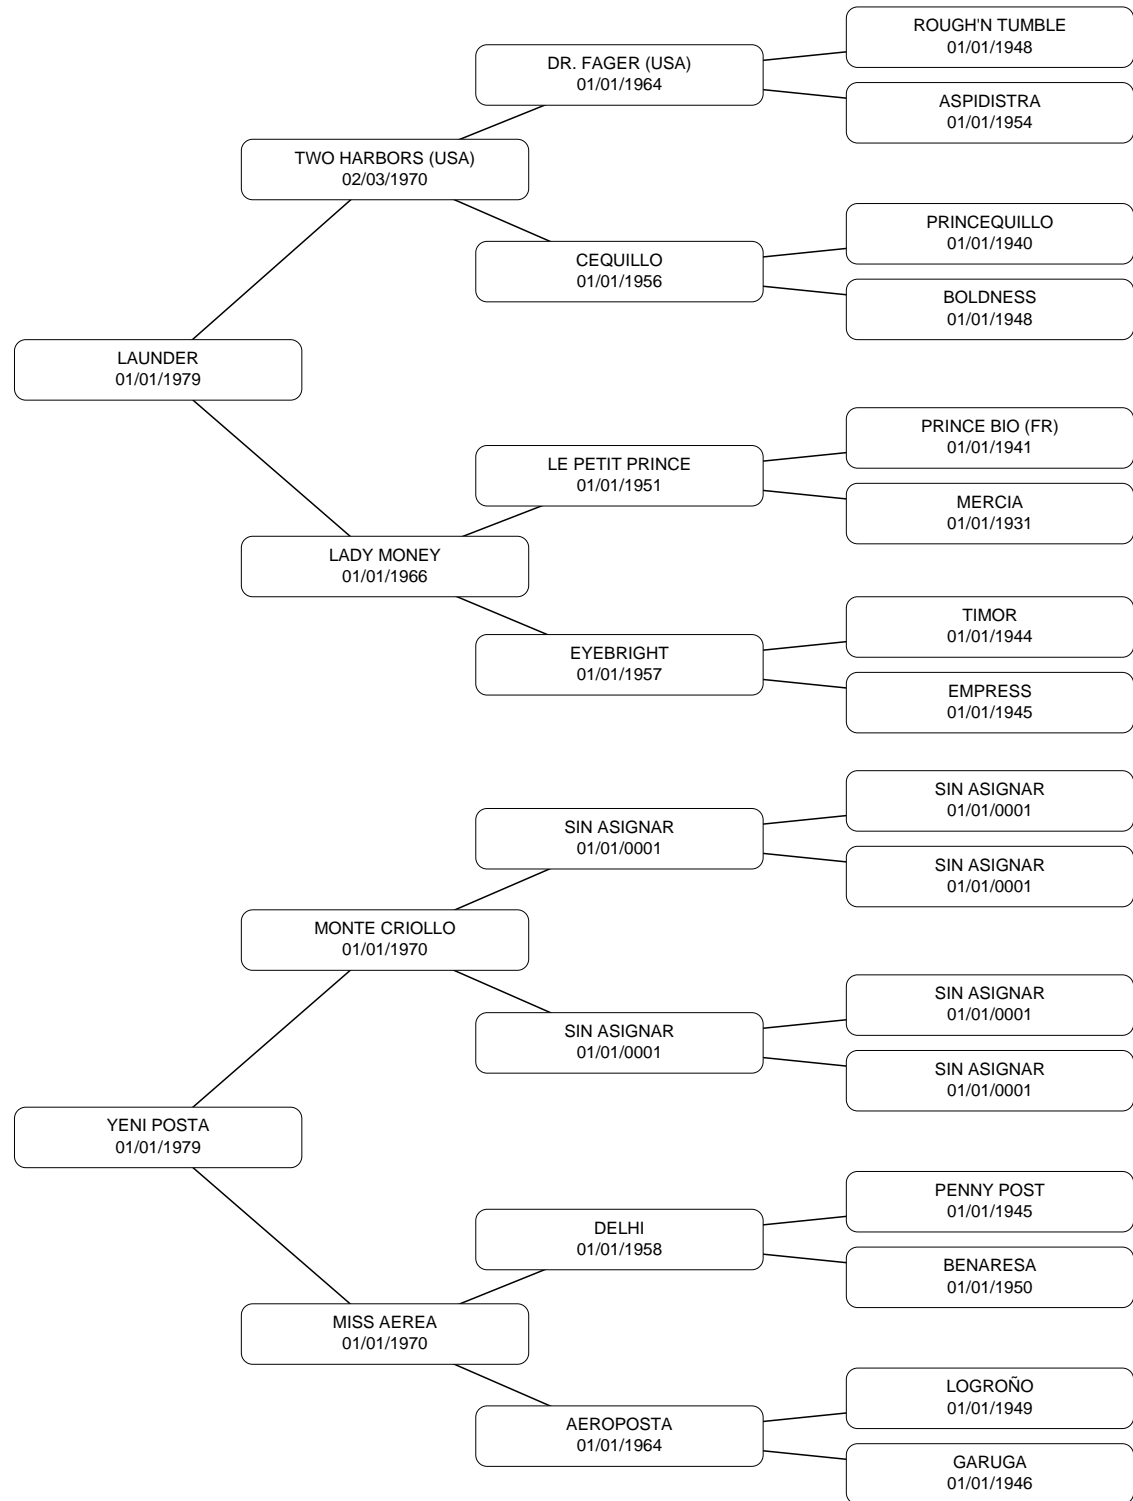 ROUGH'N TUMBLE
01/01/1948
DR. FAGER (USA)
01/01/1964
ASPIDISTRA
01/01/1954
TWO HARBORS (USA)
02/03/1970
PRINCEQUILLO
01/01/1940
CEQUILLO
01/01/1956
BOLDNESS
01/01/1948
LAUNDER
01/01/1979
PRINCE BIO (FR)
01/01/1941
LE PETIT PRINCE
01/01/1951
MERCIA
01/01/1931
LADY MONEY
01/01/1966
TIMOR
01/01/1944
EYEBRIGHT
01/01/1957
EMPRESS
01/01/1945
SIN ASIGNAR
01/01/0001
SIN ASIGNAR
01/01/0001
SIN ASIGNAR
01/01/0001
MONTE CRIOLLO
01/01/1970
SIN ASIGNAR
01/01/0001
SIN ASIGNAR
01/01/0001
SIN ASIGNAR
01/01/0001
YENI POSTA
01/01/1979
PENNY POST
01/01/1945
DELHI
01/01/1958
BENARESA
01/01/1950
MISS AEREA
01/01/1970
LOGROÑO
01/01/1949
AEROPOSTA
01/01/1964
GARUGA
01/01/1946